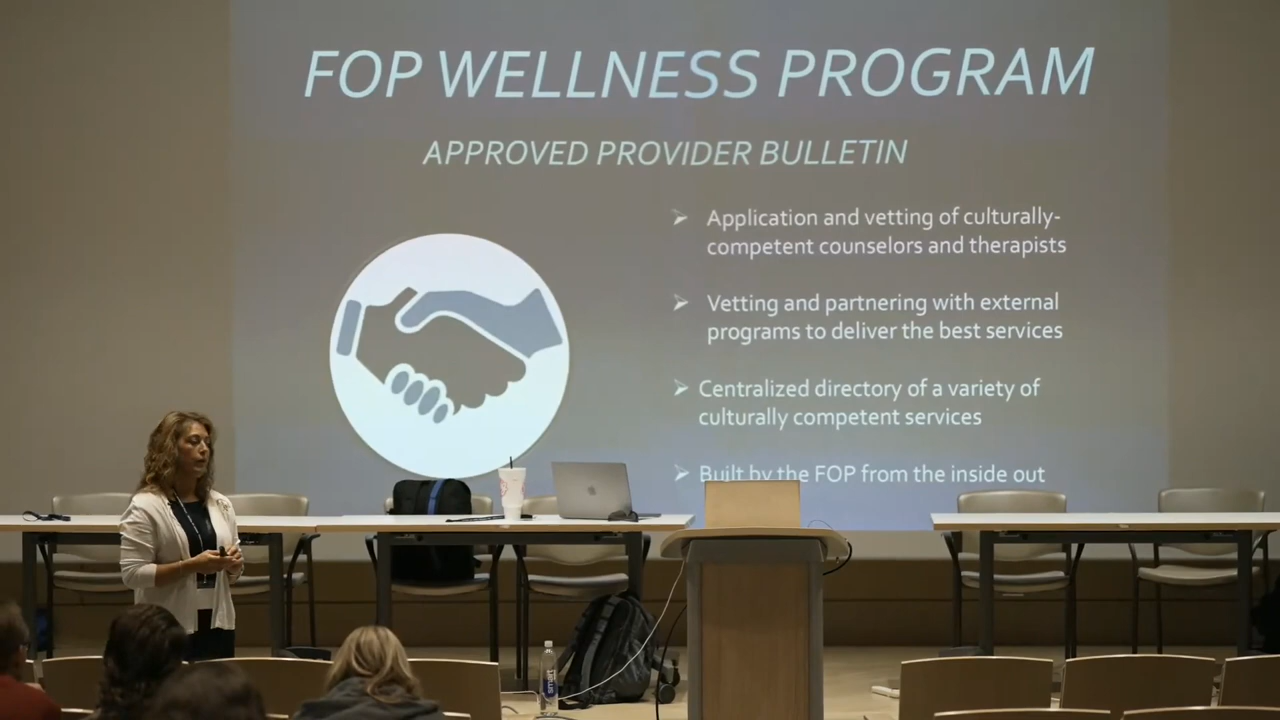 FOP WELLNESS PROGRAM
APPROVED PROVIDER BULLETIN
Application and vetting of culturally-
competent counselors and therapists
Vetting and partnering with external
programs to deliver the best services
Centralized directory of a variety of
culturally competent services
Built by the FOP from the inside out
smart